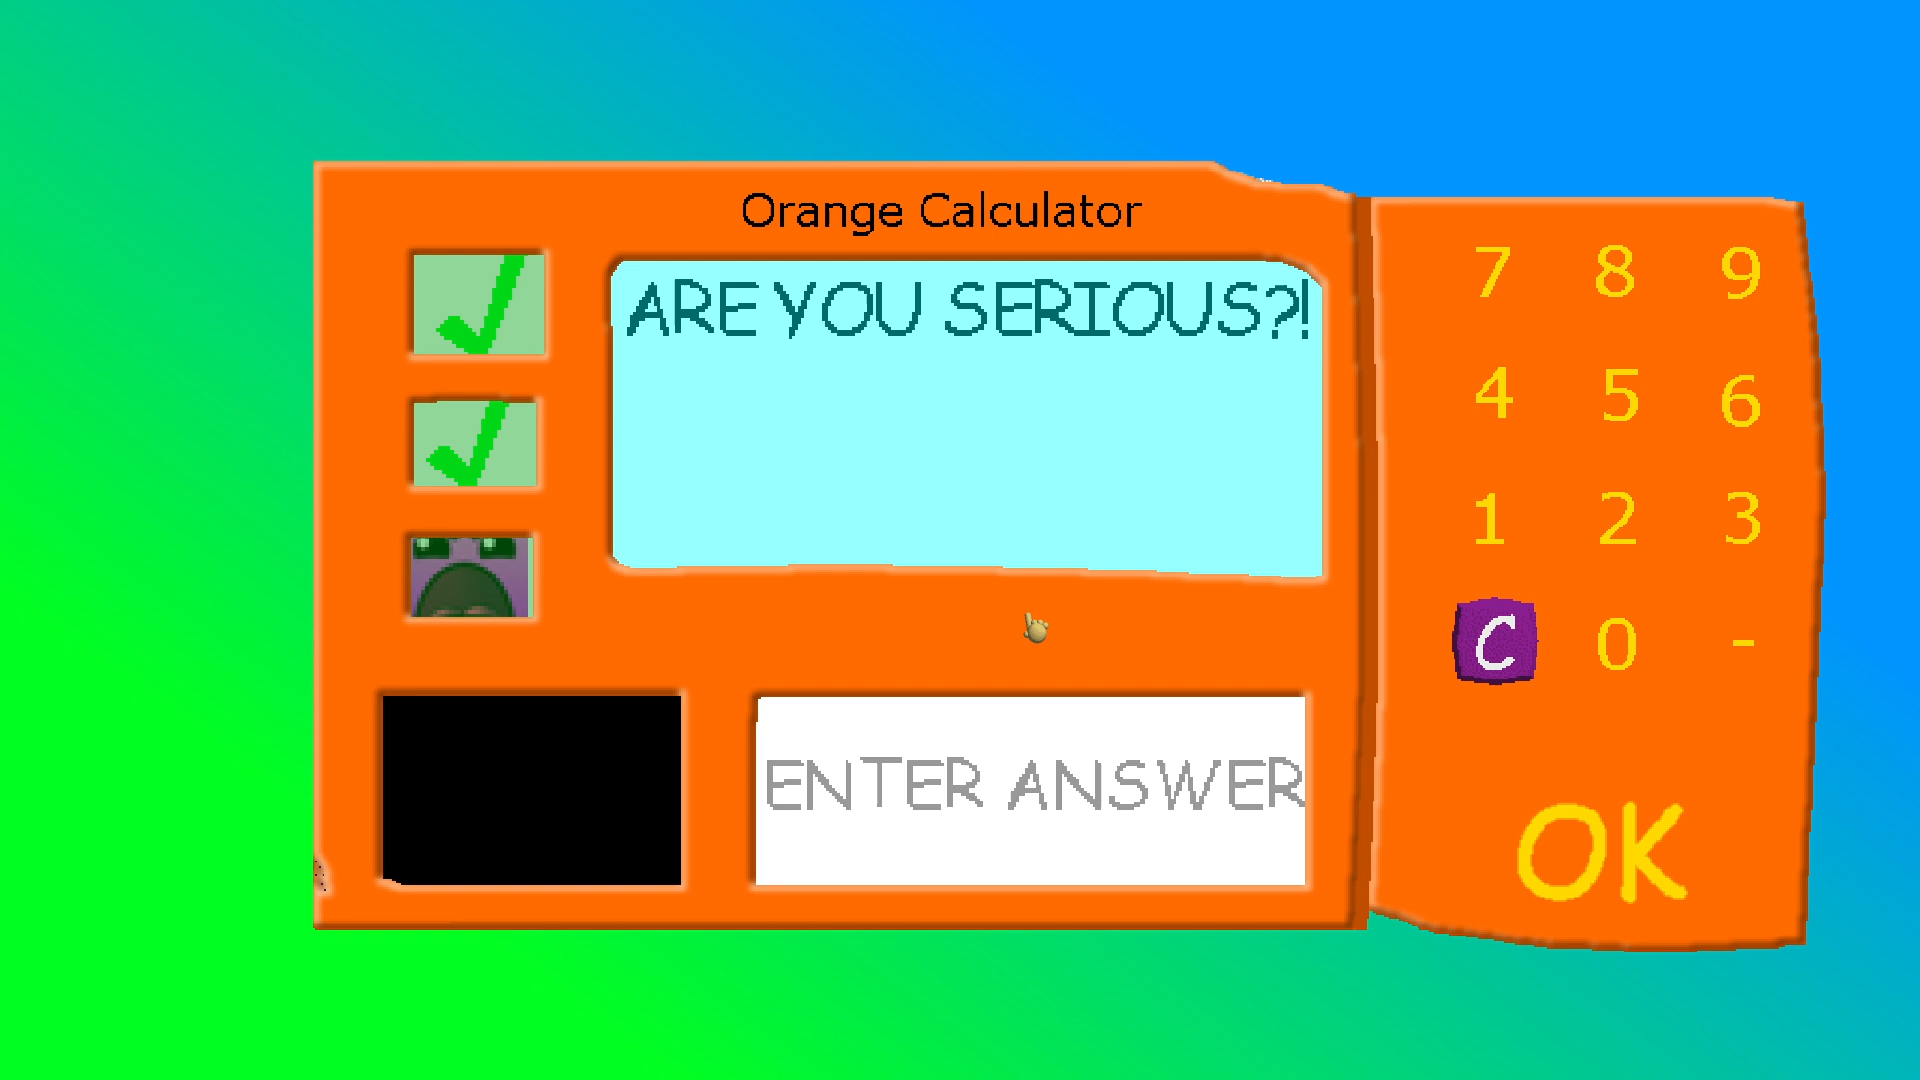 Orange Calculator
ARE YOU SERIOUS?!
7 8 9
4 5 6
1 2 3
C 0 -
ENTER ANSWER
OK